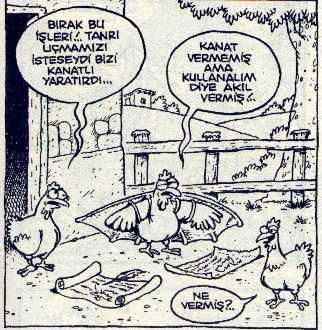 BIRAK BU
İŞLERİ!.. TANRI
UÇMAMIZI
İSTESEYDİ BİZİ
KANATLI
YARATIRDI...
KANAT
VERMEMİŞ
AMA
KULLANALIM
DİYE AKIL
VERMİŞ!..
NE
VERMİŞ?..